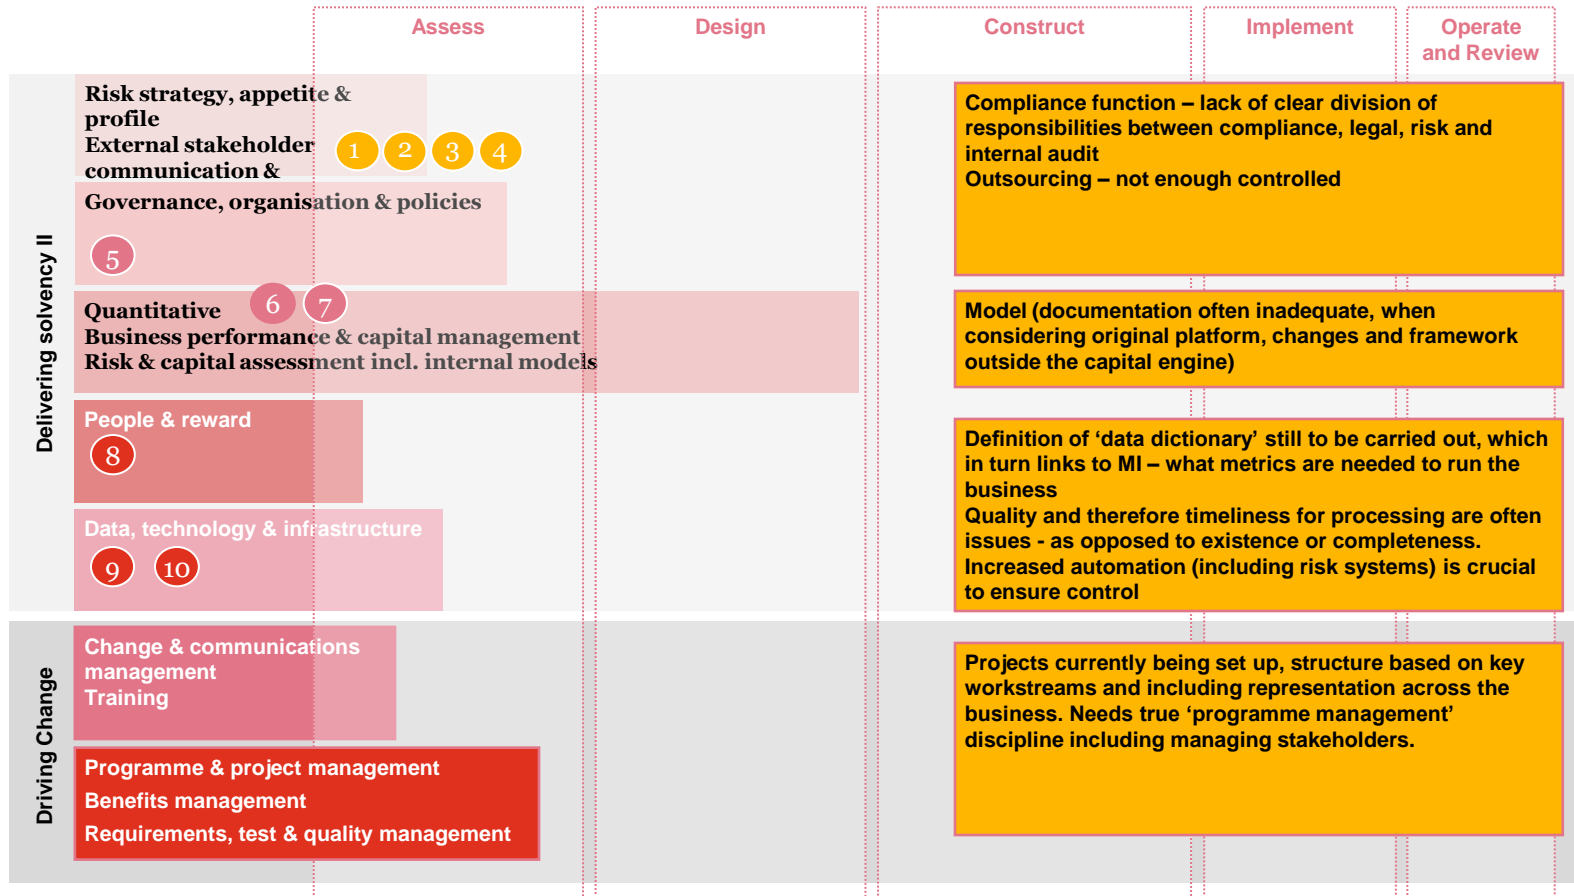 Assess
Design
Construct
Implement
Operate
and Review
Delivering solvency II
Risk strategy, appetite &
profile
External stakeholder
communication &
1 2 3 4
Governance, organisation & policies
5
6 7
Quantitative
Business performance & capital management
Risk & capital assessment incl. internal models
People & reward
8
Data, technology & infrastructure
9 10
Compliance function – lack of clear division of
responsibilities between compliance, legal, risk and
internal audit
Outsourcing – not enough controlled
Model (documentation often inadequate, when
considering original platform, changes and framework
outside the capital engine)
Definition of ‘data dictionary’ still to be carried out, which
in turn links to MI – what metrics are needed to run the
business
Quality and therefore timeliness for processing are often
issues - as opposed to existence or completeness.
Increased automation (including risk systems) is crucial
to ensure control
Driving Change
Change & communications
management
Training
Programme & project management
Benefits management
Requirements, test & quality management
Projects currently being set up, structure based on key
workstreams and including representation across the
business. Needs true ‘programme management’
discipline including managing stakeholders.